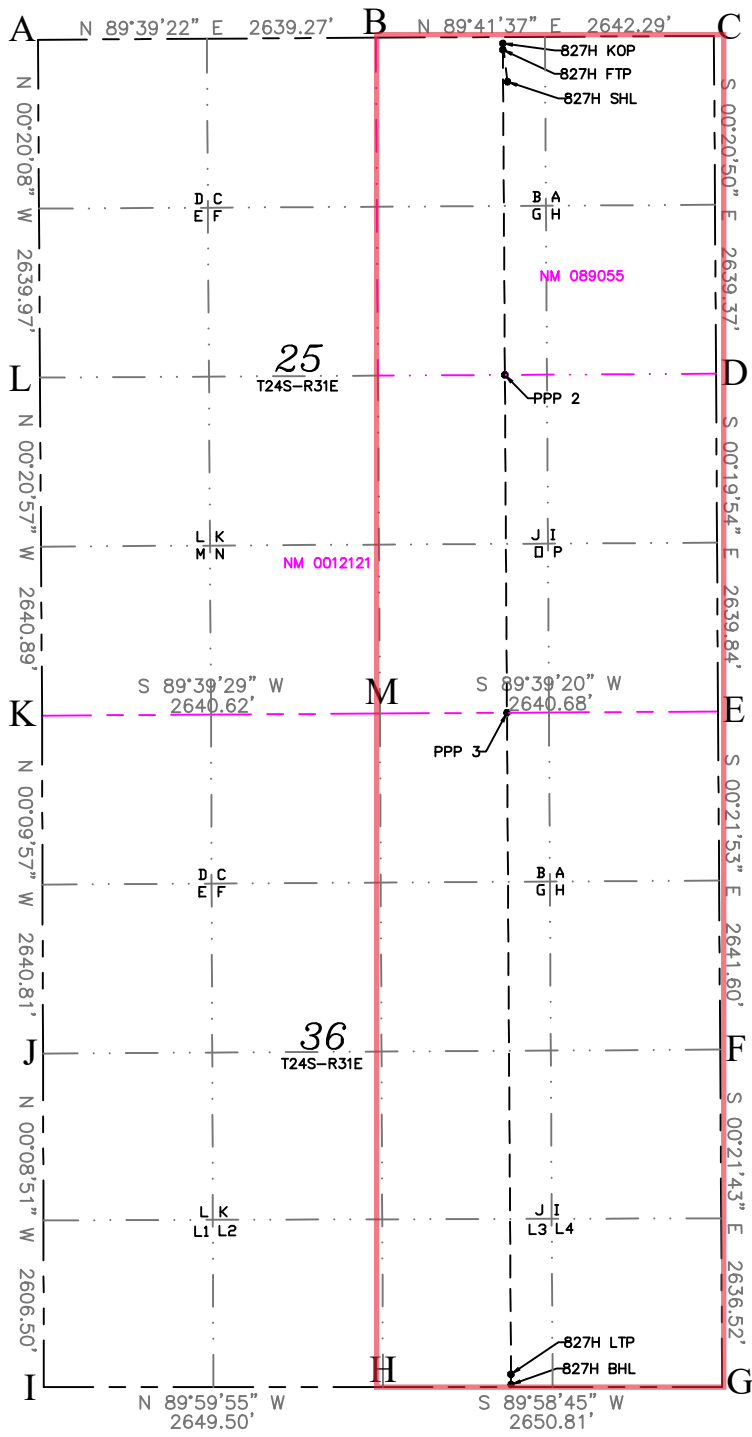 A
N 89°39'22" E 2639.27'
B
N 89°41'37" E 2642.29'
C
827H KOP
827H FTP
827H SHL
N 00°20'08" W 2639.97'
S 00°20'50" E 2639.37'
D C
E F
B A
G H
NM 089055
25
T24S-R31E
L
D
PPP 2
N 00°20'57" W 2640.89'
S 00°19'54" E 2639.84'
L K
M N
J I
O P
NM 0012121
S 89°39'29" W
2640.62'
M
S 89°39'20" W
2640.68'
K
E
PPP 3
N 00°09'57" W 2640.81'
S 00°21'53" E 2641.60'
D C
E F
B A
G H
36
T24S-R31E
J
F
N 00°08'51" W 2606.50'
S 00°21'43" E 2636.52'
L K
L1 L2
J I
L3 L4
827H LTP
827H BHL
I
H
G
N 89°59'55" W
2649.50'
S 89°58'45" W
2650.81'